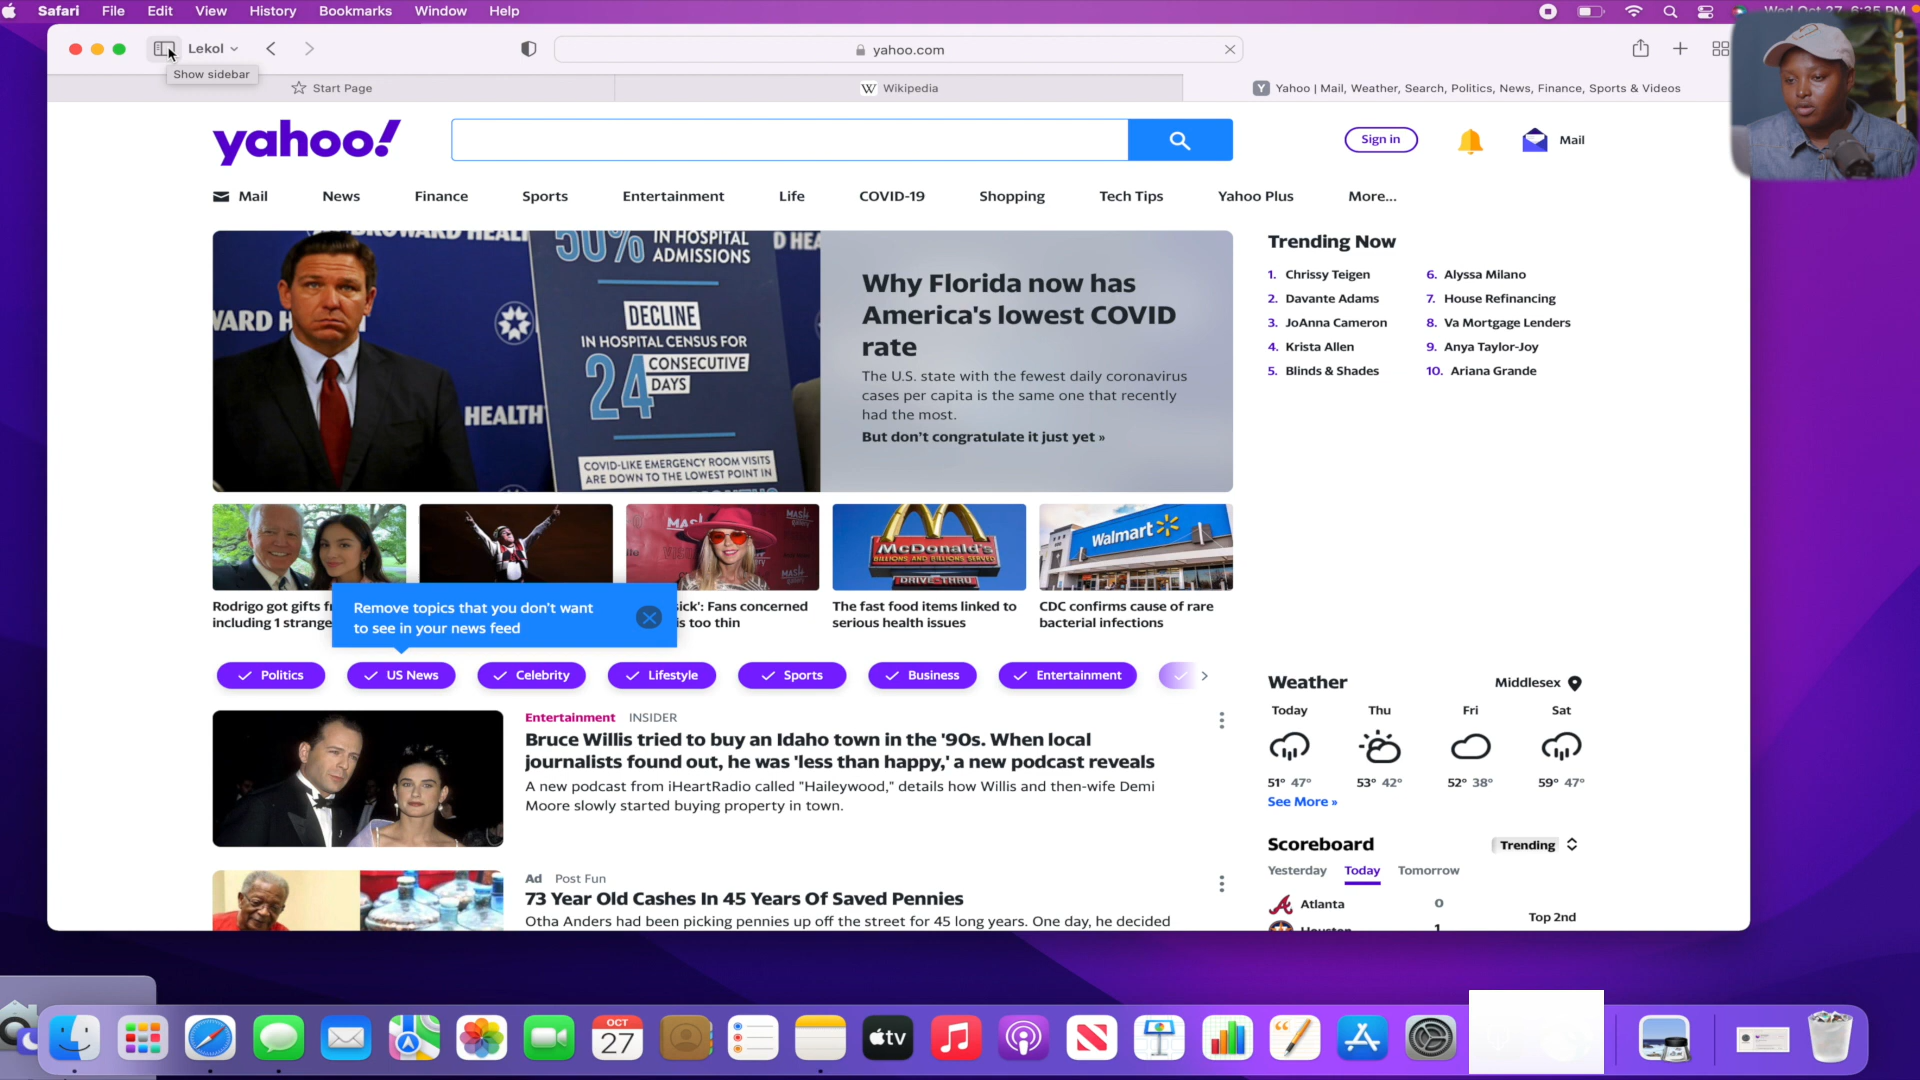 Safari File Edit View History Bookmarks Window Help
Wed Oct 27 6:35 PM
Lekol
yahoo.com
Show sidebar
Start Page
Wikipedia
Yahoo | Mail, Weather, Search, Politics, News, Finance, Sports & Videos
yahoo!
Sign in
Mail
Mail News Finance Sports Entertainment Life COVID-19 Shopping Tech Tips Yahoo Plus More...
50% IN HOSPITAL
ADMISSIONS
DECLINE
IN HOSPITAL CENSUS FOR
24 CONSECUTIVE
DAYS
COVID-LIKE EMERGENCY ROOM VISITS
ARE DOWN TO THE LOWEST POINT IN
HEALTH
Why Florida now has
America's lowest COVID
rate
The U.S. state with the fewest daily coronavirus
cases per capita is the same one that recently
had the most.
But don't congratulate it just yet »
Trending Now
1. Chrissy Teigen
2. Davante Adams
3. JoAnna Cameron
4. Krista Allen
5. Blinds & Shades
6. Alyssa Milano
7. House Refinancing
8. Va Mortgage Lenders
9. Anya Taylor-Joy
10. Ariana Grande
McDonald's
BILLIONS AND BILLIONS SERVED
DRIVE-THRU
Walmart
Rodrigo got gifts
including 1 strange
Remove topics that you don't want
to see in your news feed
sick': Fans concerned
is too thin
The fast food items linked to
serious health issues
CDC confirms cause of rare
bacterial infections
Politics
US News
Celebrity
Lifestyle
Sports
Business
Entertainment
Entertainment INSIDER
Bruce Willis tried to buy an Idaho town in the '90s. When local
journalists found out, he was 'less than happy,' a new podcast reveals
A new podcast from iHeartRadio called "Haileywood," details how Willis and then-wife Demi
Moore slowly started buying property in town.
Ad Post Fun
73 Year Old Cashes In 45 Years Of Saved Pennies
Otha Anders had been picking pennies up off the street for 45 long years. One day, he decided
Weather
Middlesex
Today Thu Fri Sat
51° 47° 53° 42° 52° 38° 59° 47°
See More »
Scoreboard
Trending
Yesterday Today Tomorrow
Atlanta 0
Houston 1
Top 2nd
OCT
27
tv